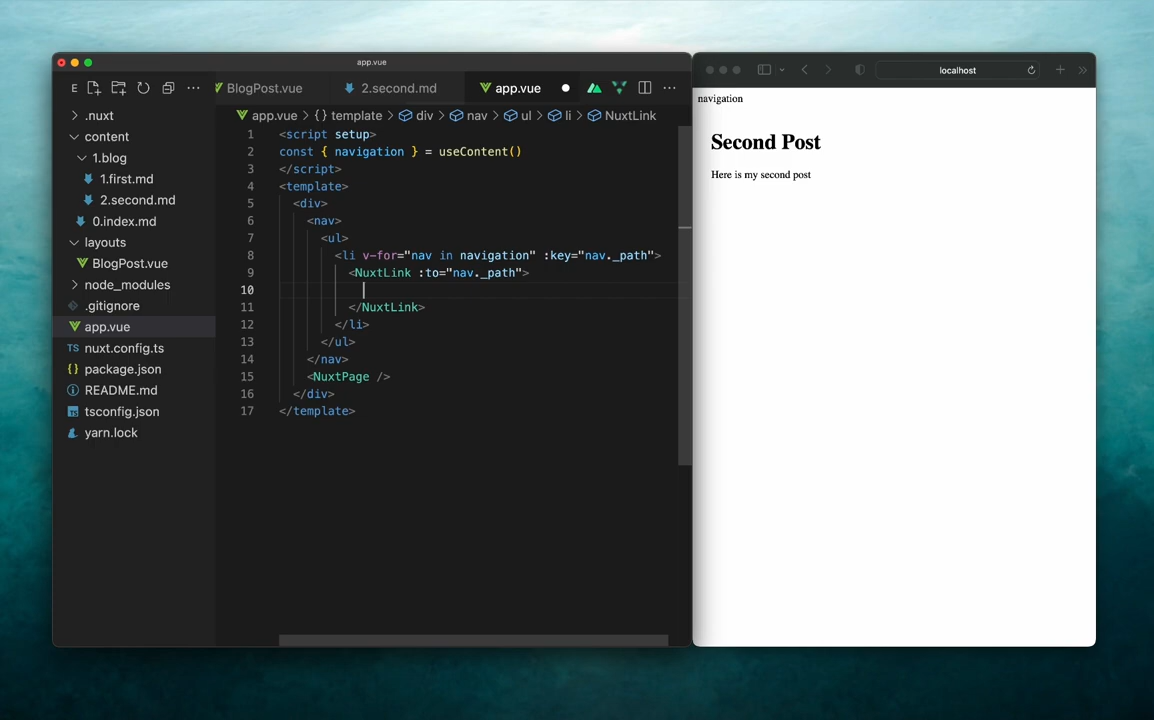 app.vue
E
BlogPost.vue
2.second.md
app.vue
app.vue > {} template > div > nav > ul > li > NuxtLink
.nuxt
content
1.blog
1.first.md
2.second.md
0.index.md
layouts
BlogPost.vue
node_modules
.gitignore
app.vue
TS nuxt.config.ts
{} package.json
README.md
tsconfig.json
yarn.lock
1 <script setup>
2 const { navigation } = useContent()
3 </script>
4 <template>
5 <div>
6 <nav>
7 <ul>
8 <li v-for="nav in navigation" :key="nav._path">
9 <NuxtLink :to="nav._path">
10
11 </NuxtLink>
12 </li>
13 </ul>
14 </nav>
15 <NuxtPage />
16 </div>
17 </template>
localhost
navigation
Second Post
Here is my second post